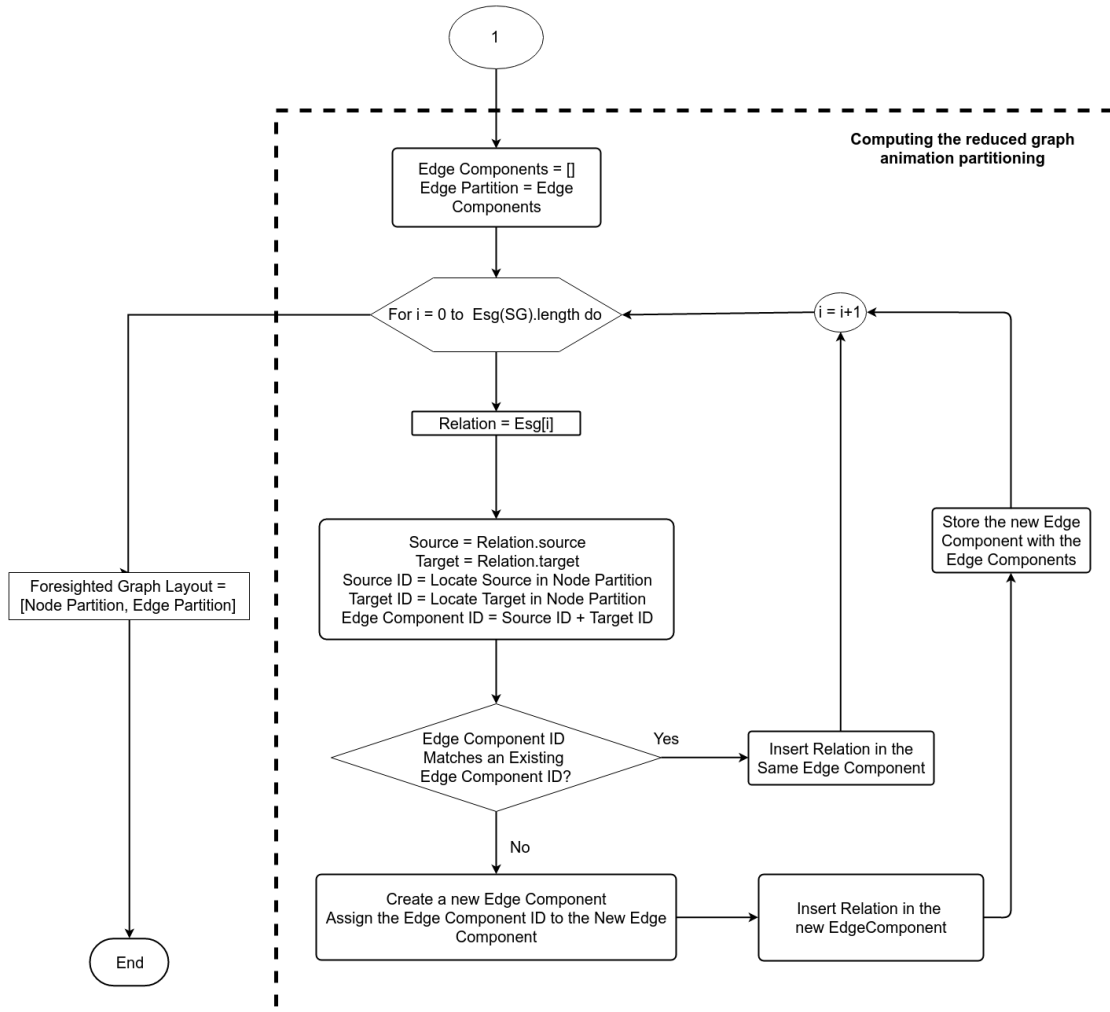 1
Computing the reduced graph
animation partitioning
Edge Components = []
Edge Partition = Edge
Components
For i = 0 to Esg(SG).length do
i = i+1
Relation = Esg[i]
Source = Relation.source
Target = Relation.target
Source ID = Locate Source in Node Partition
Target ID = Locate Target in Node Partition
Edge Component ID = Source ID + Target ID
Store the new Edge
Component with the
Edge Components
Foresighted Graph Layout =
[Node Partition, Edge Partition]
Edge Component ID
Matches an Existing
Edge Component ID?
Yes
Insert Relation in the
Same Edge Component
No
Create a new Edge Component
Assign the Edge Component ID to the New Edge
Component
Insert Relation in the
new EdgeComponent
End